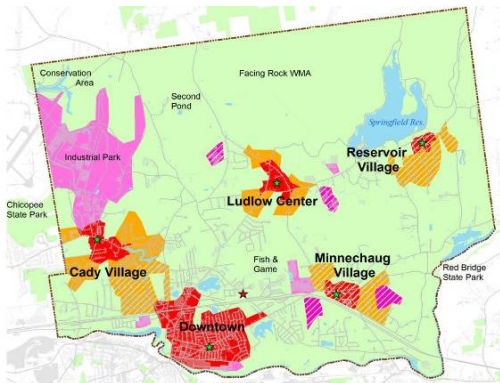 Conservation
Area
Second
Pond
Facing Rock WMA
Springfield Res.
Industrial Park
Reservoir
Village
Chicopee
State Park
Ludlow Center
Cady Village
Fish &
Game
Minnechaug
Village
Red Bridge
State Park
Downtown